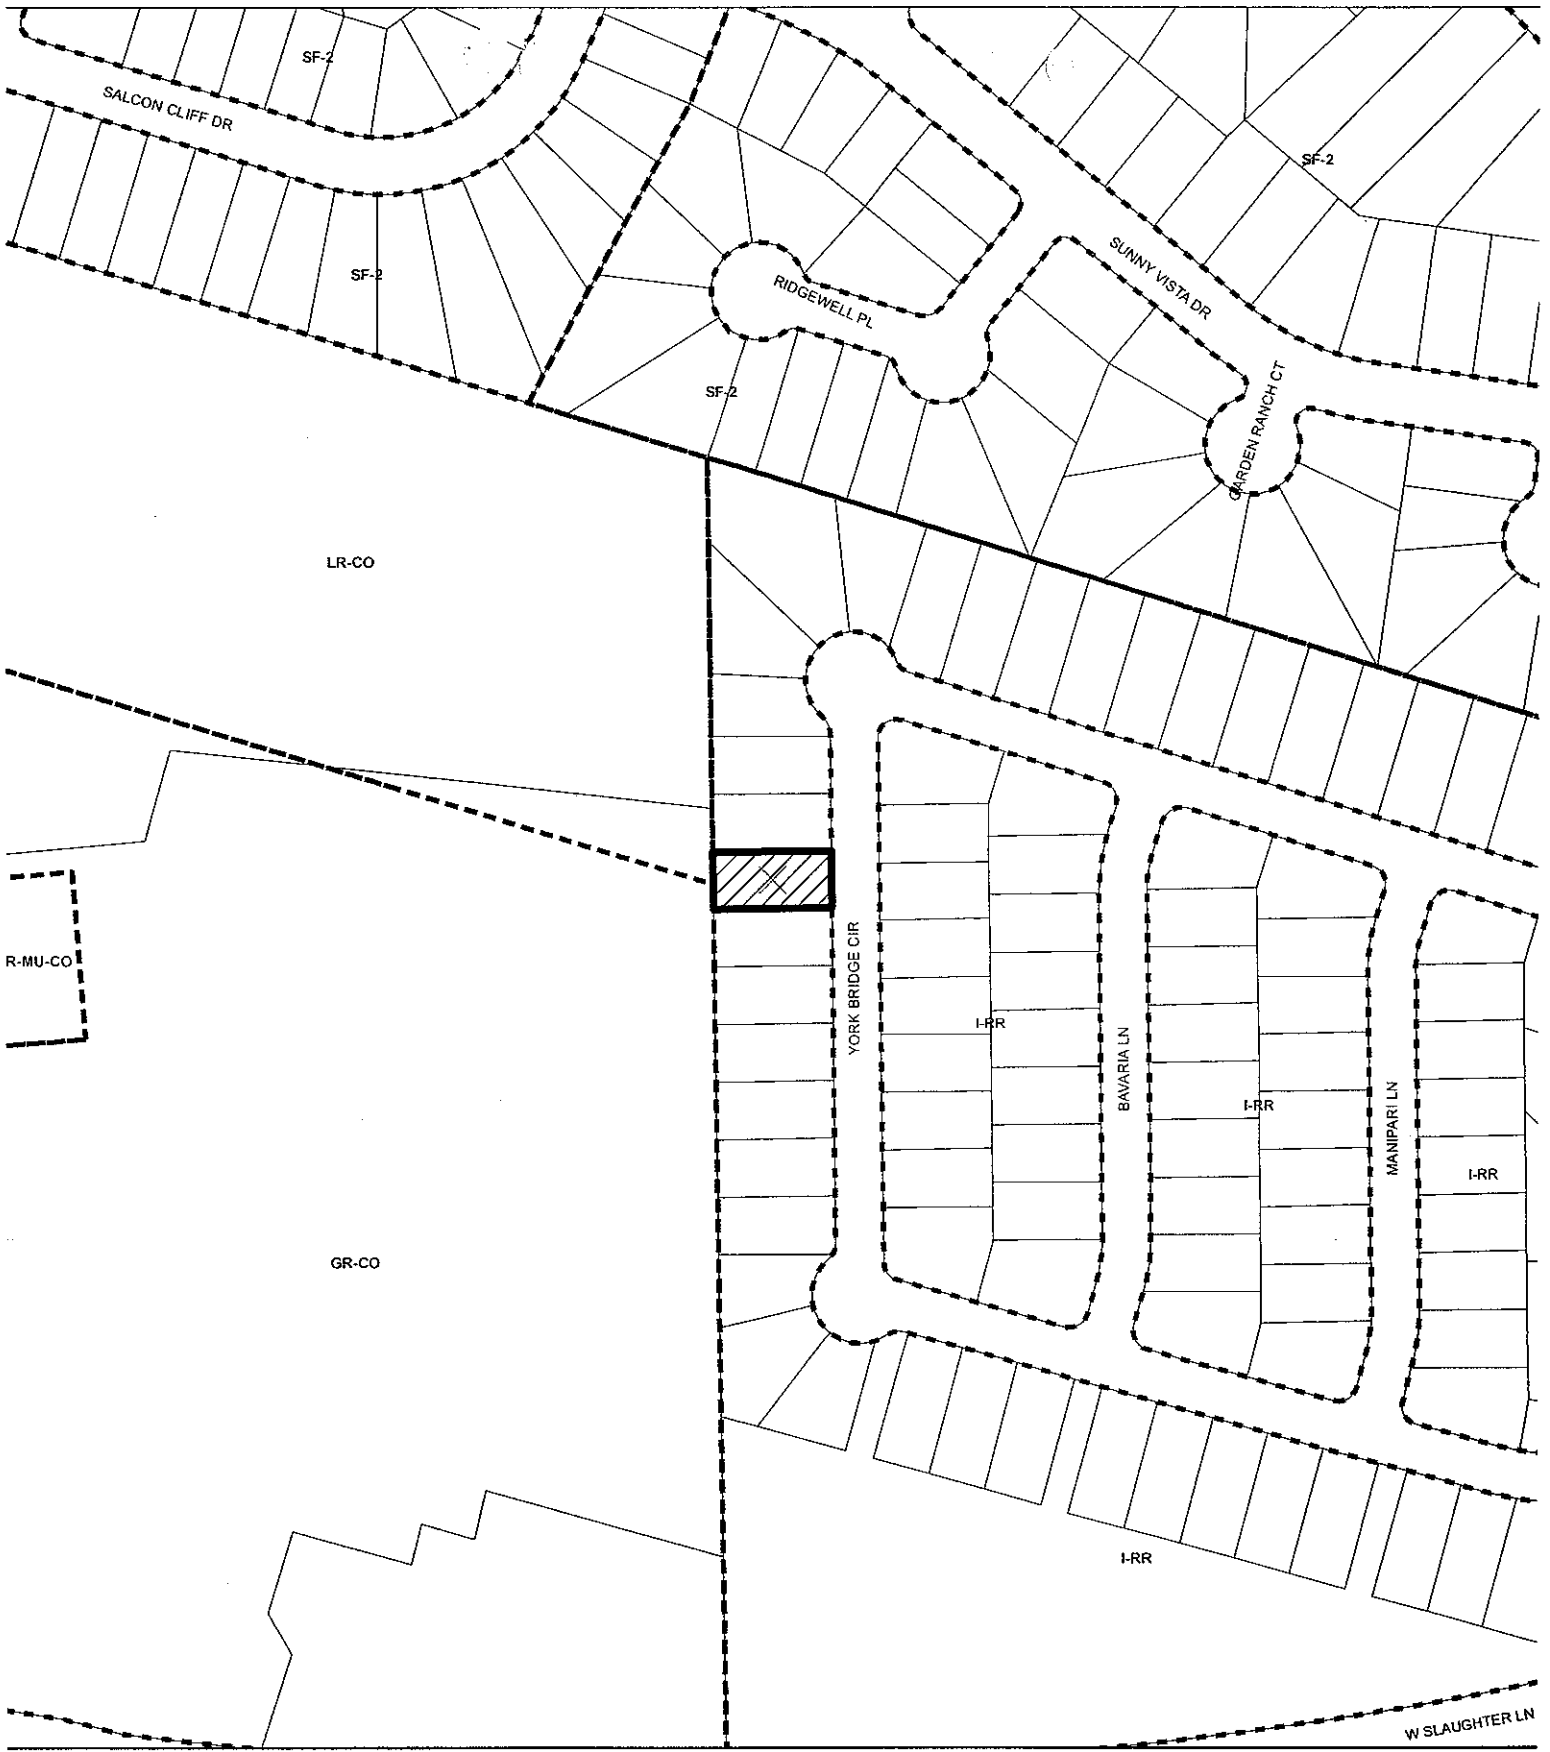 SF-2
SALCON CLIFF DR
SF-2
SF-2
SUNNY VISTA DR
RIDGEWELL PL
SF-2
GARDEN RANCH CT
LR-CO
R-MU-CO
YORK BRIDGE CIR
I-RR
BAVARIA LN
I-RR
MANIPARI LN
I-RR
GR-CO
I-RR
W SLAUGHTER LN